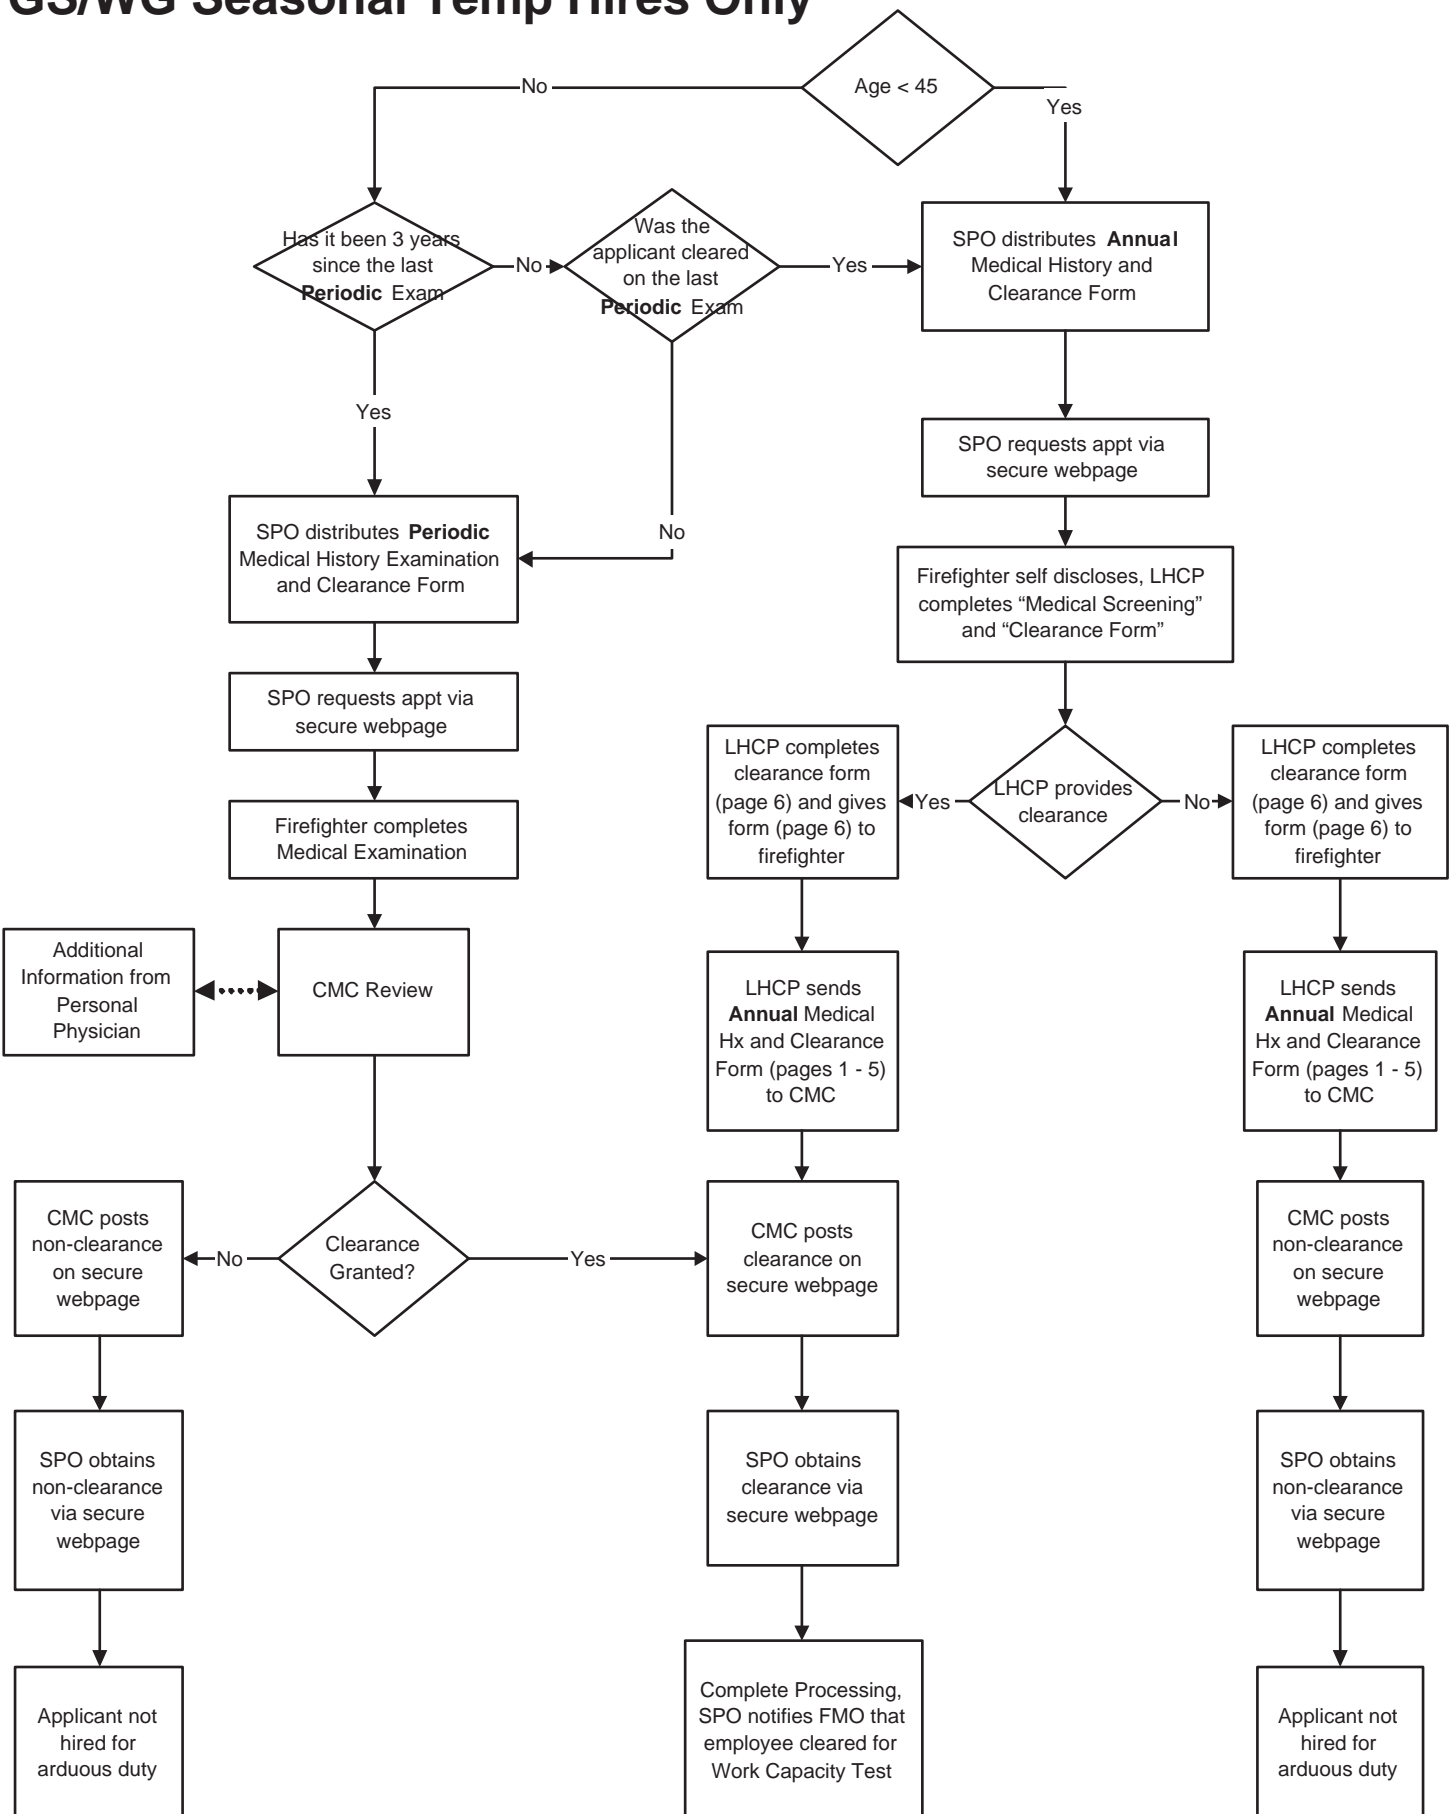 GS/WG Seasonal Temp Hires Only
Age < 45
No
Yes
Has it been 3 years
since the last
Periodic Exam
No
Was the
applicant cleared
on the last
Periodic Exam
Yes
SPO distributes Annual
Medical History and
Clearance Form
Yes
No
SPO requests appt via
secure webpage
SPO distributes Periodic
Medical History Examination
and Clearance Form
Firefighter self discloses, LHCP
completes “Medical Screening”
and “Clearance Form”
SPO requests appt via
secure webpage
LHCP completes
clearance form
(page 6) and gives
form (page 6) to
firefighter
Yes
LHCP provides
clearance
No
LHCP completes
clearance form
(page 6) and gives
form (page 6) to
firefighter
Firefighter completes
Medical Examination
Additional
Information from
Personal
Physician
CMC Review
LHCP sends
Annual Medical
Hx and Clearance
Form (pages 1 - 5)
to CMC
LHCP sends
Annual Medical
Hx and Clearance
Form (pages 1 - 5)
to CMC
CMC posts
non-clearance
on secure
webpage
No
Clearance
Granted?
Yes
CMC posts
clearance on
secure webpage
CMC posts
non-clearance
on secure
webpage
SPO obtains
non-clearance
via secure
webpage
SPO obtains
clearance via
secure webpage
SPO obtains
non-clearance
via secure
webpage
Applicant not
hired for
arduous duty
Complete Processing,
SPO notifies FMO that
employee cleared for
Work Capacity Test
Applicant not
hired for
arduous duty